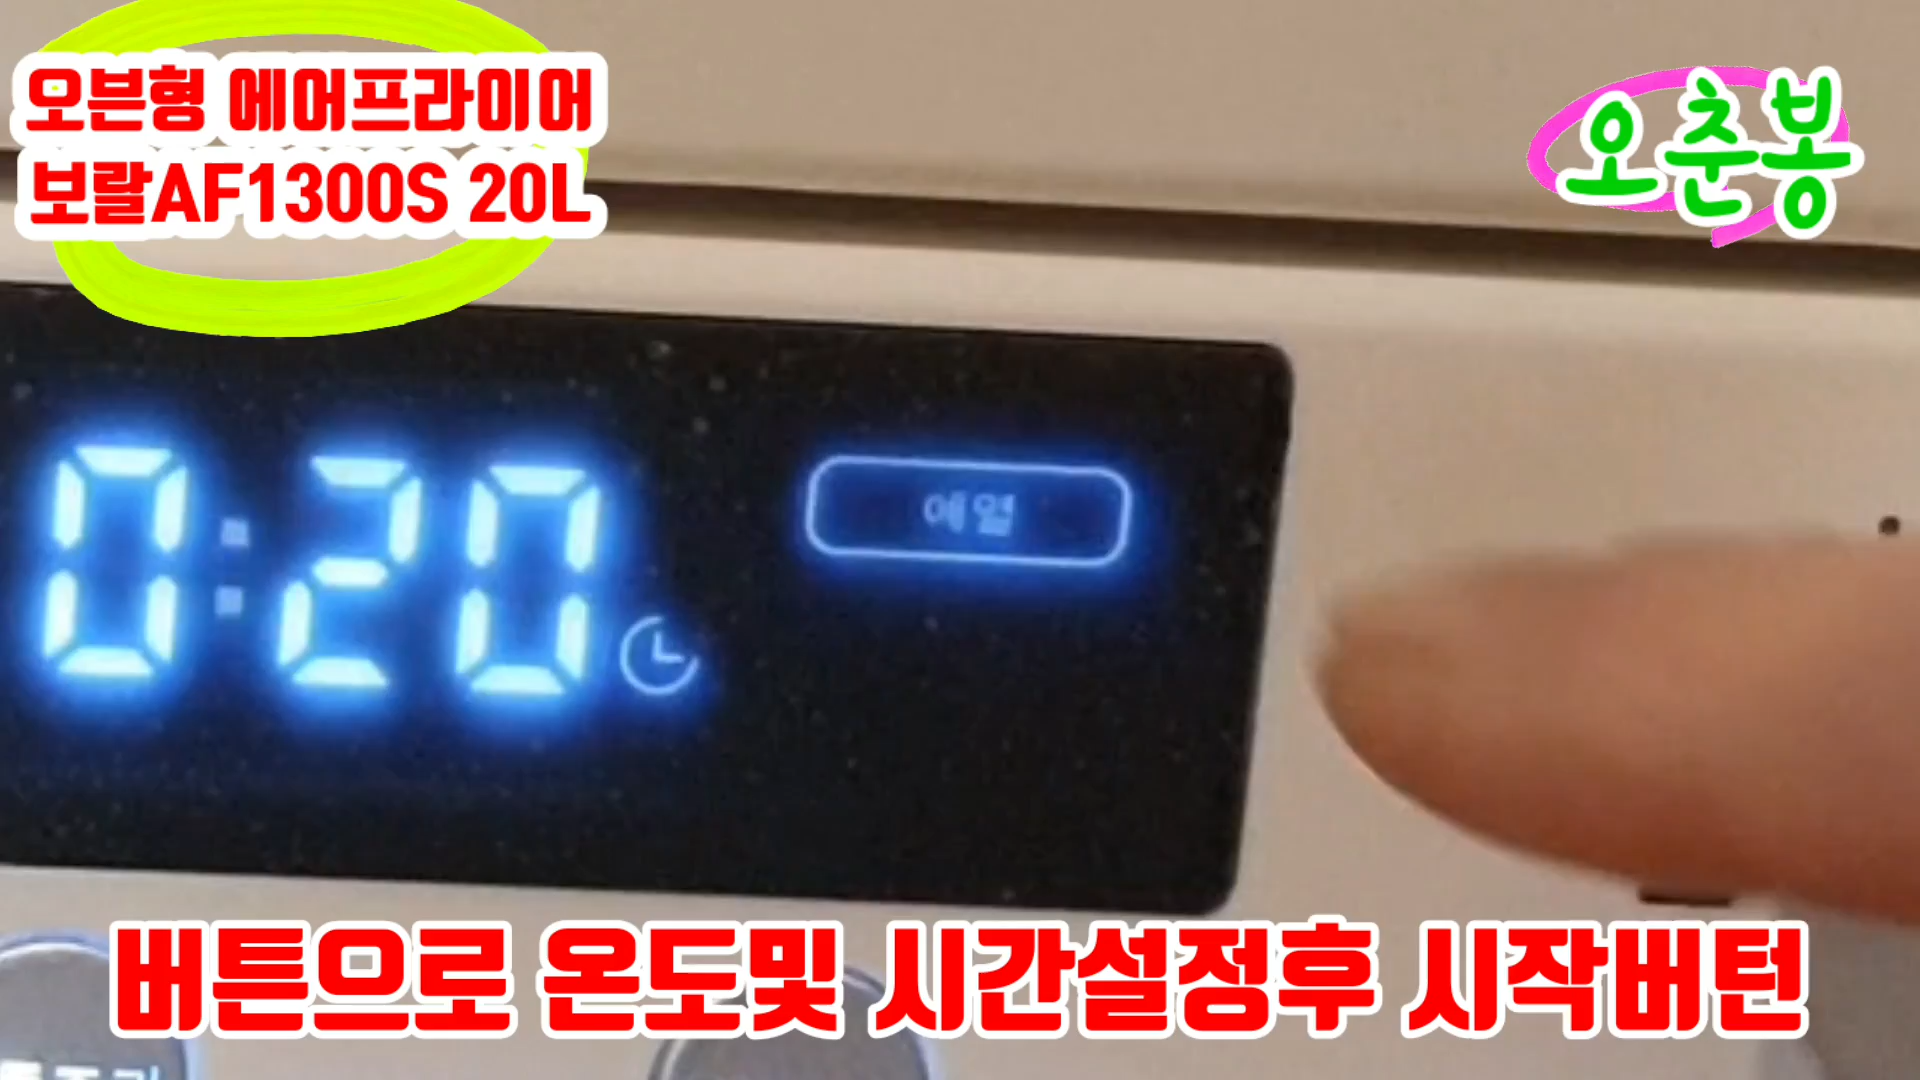 오븐형 에어프라이어
보랄AF1300S 20L
오춘봉
0:20
예열
버튼으로 온도및 시간설정후 시작버턴